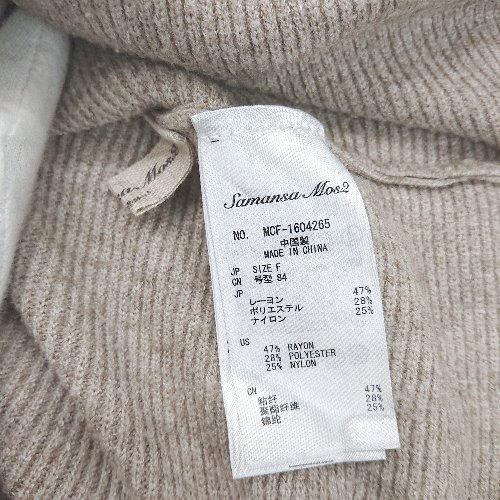 Samansa Mos2
NO. MCF-1604265
中国製
MADE IN CHINA
JP SIZE F
CN 号型 84
JP
レーヨン 47%
ポリエステル 28%
ナイロン 25%
US
47% RAYON
28% POLYESTER
25% NYLON
CN
粘纤 47%
聚酯纤维 28%
锦纶 25%